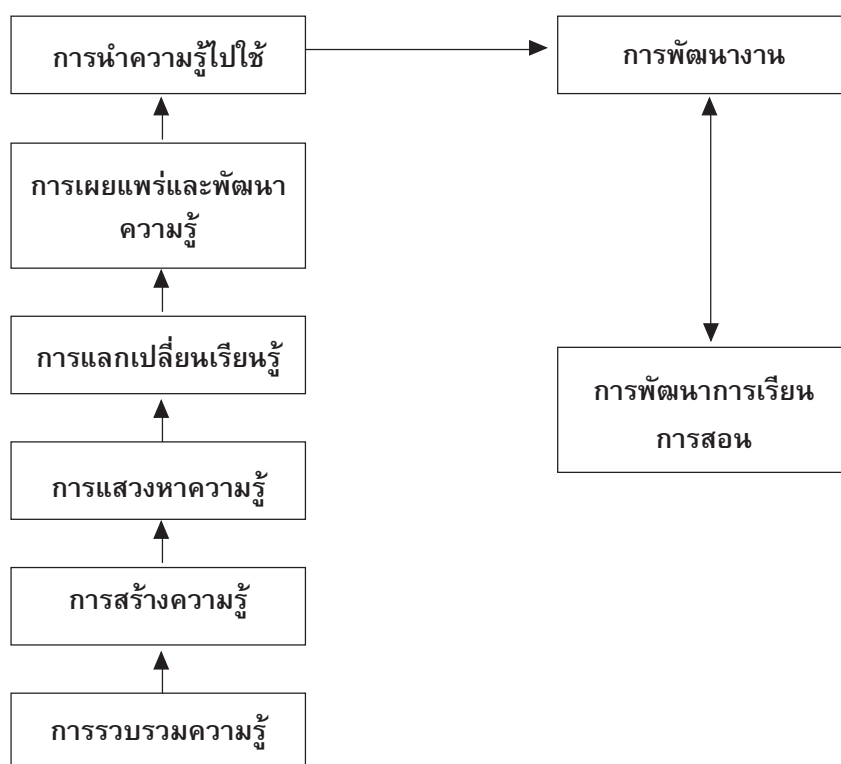 การนำความรู้ไปใช้
การพัฒนางาน
การเผยแพร่และพัฒนา
ความรู้
การแลกเปลี่ยนเรียนรู้
การพัฒนาการเรียน
การสอน
การแสวงหาความรู้
การสร้างความรู้
การรวบรวมความรู้